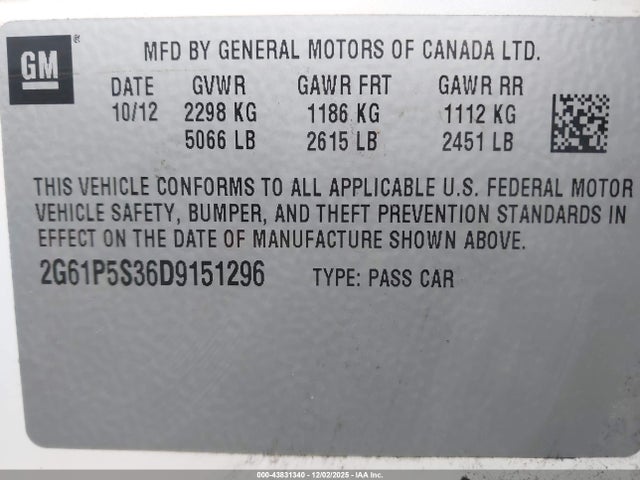 GM
MFD BY GENERAL MOTORS OF CANADA LTD.
DATE GVWR GAWR FRT GAWR RR
10/12 2298 KG 1186 KG 1112 KG
5066 LB 2615 LB 2451 LB
THIS VEHICLE CONFORMS TO ALL APPLICABLE U.S. FEDERAL MOTOR
VEHICLE SAFETY, BUMPER, AND THEFT PREVENTION STANDARDS IN
EFFECT ON THE DATE OF MANUFACTURE SHOWN ABOVE.
2G61P5S36D9151296 TYPE: PASS CAR
000-43831340 - 12/02/2025 - IAAI.COM